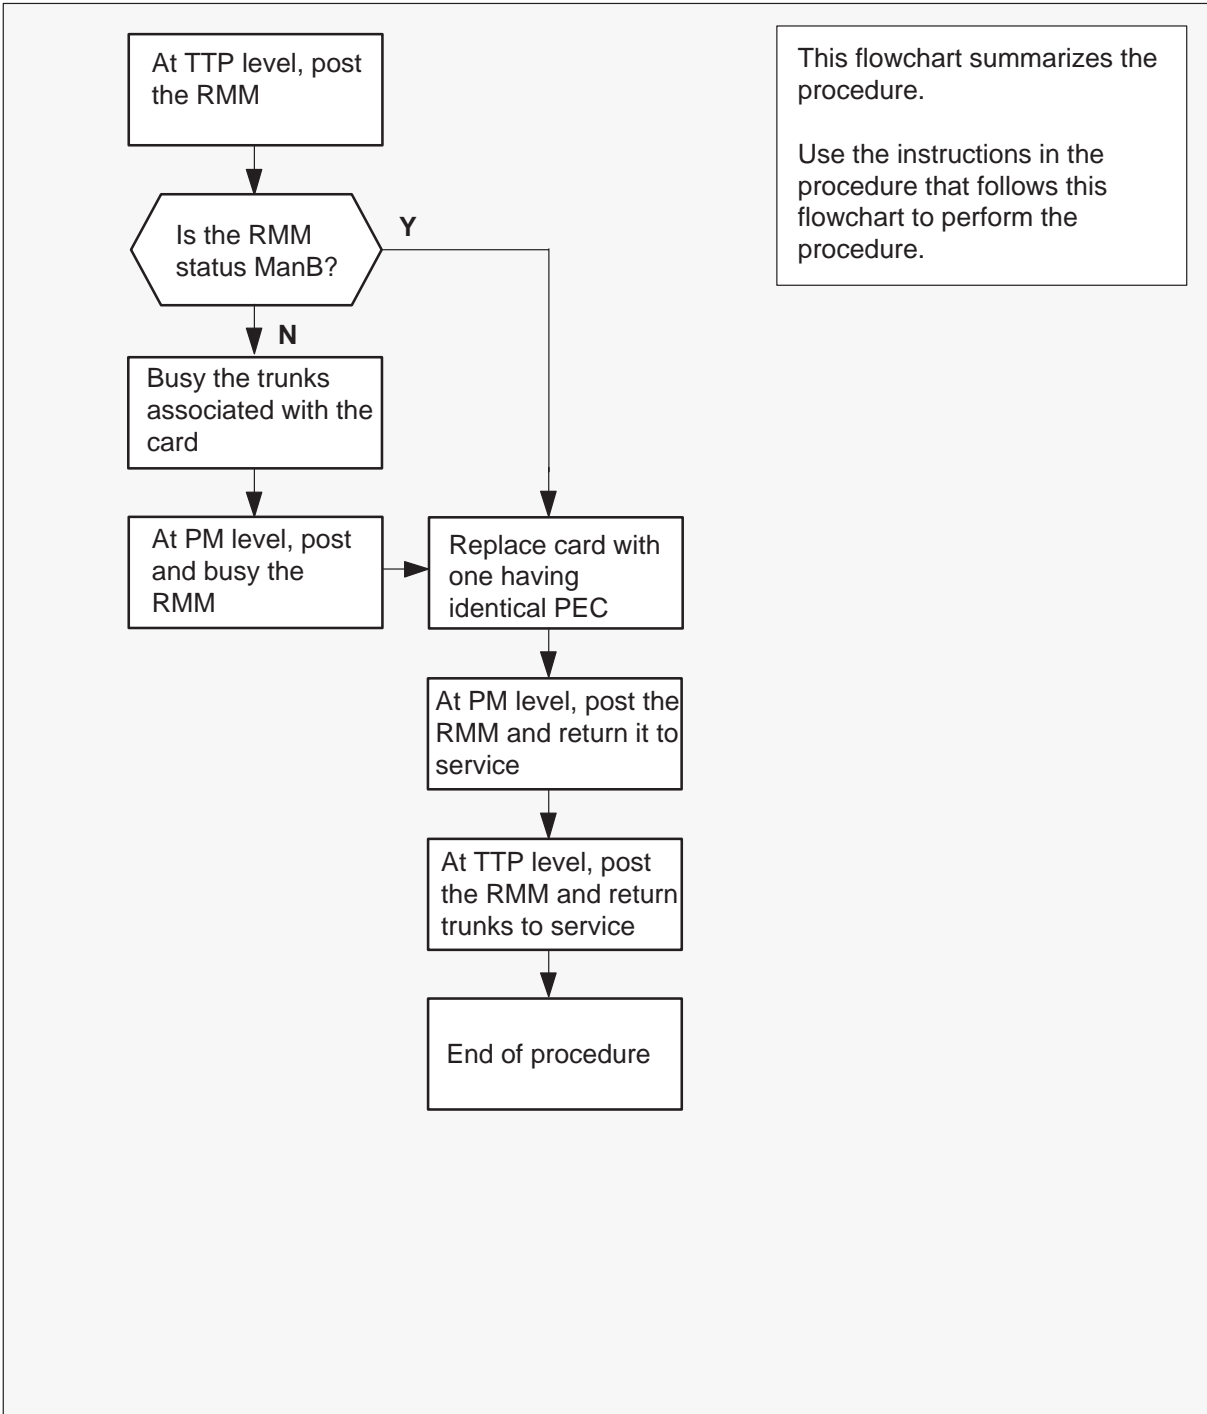 At TTP level, post
the RMM
This flowchart summarizes the
procedure.
Use the instructions in the
procedure that follows this
flowchart to perform the
procedure.
Is the RMM
status ManB?
Y
N
Busy the trunks
associated with the
card
At PM level, post
and busy the
RMM
Replace card with
one having
identical PEC
At PM level, post the
RMM and return it to
service
At TTP level, post
the RMM and return
trunks to service
End of procedure